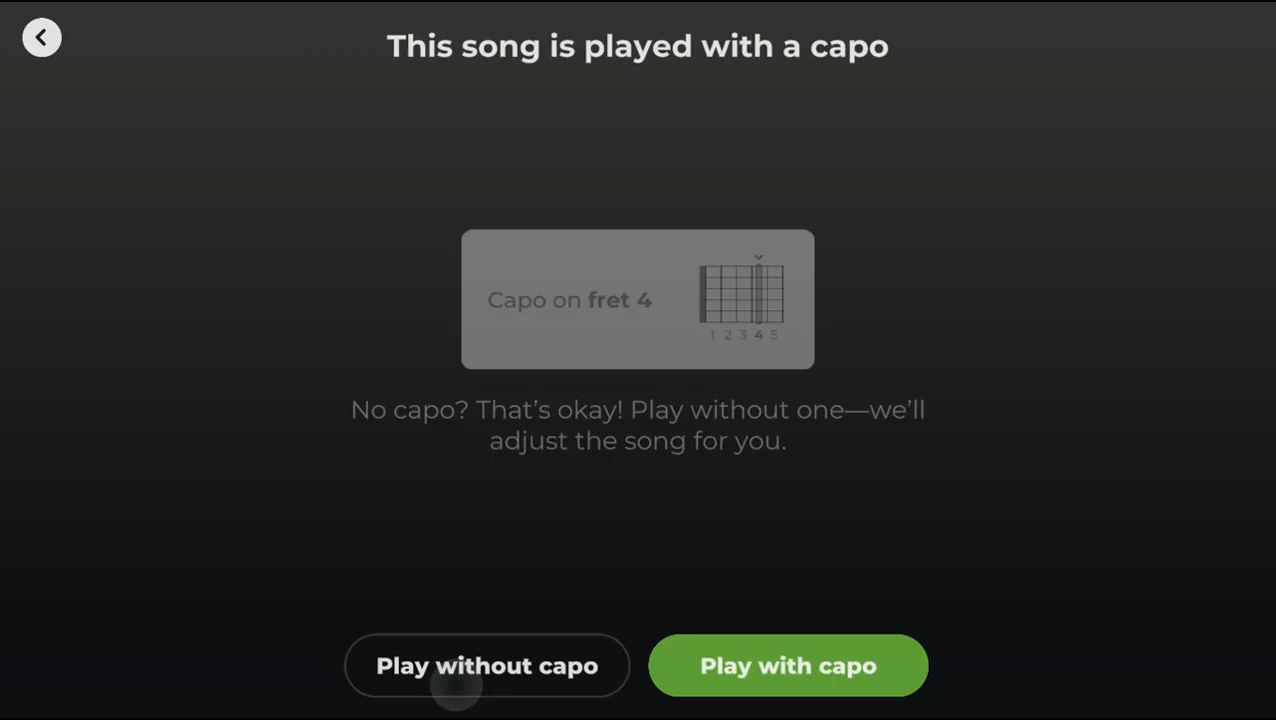 This song is played with a capo
Capo on fret 4
1 2 3 4 5
No capo? That's okay! Play without one—we'll
adjust the song for you.
Play without capo
Play with capo